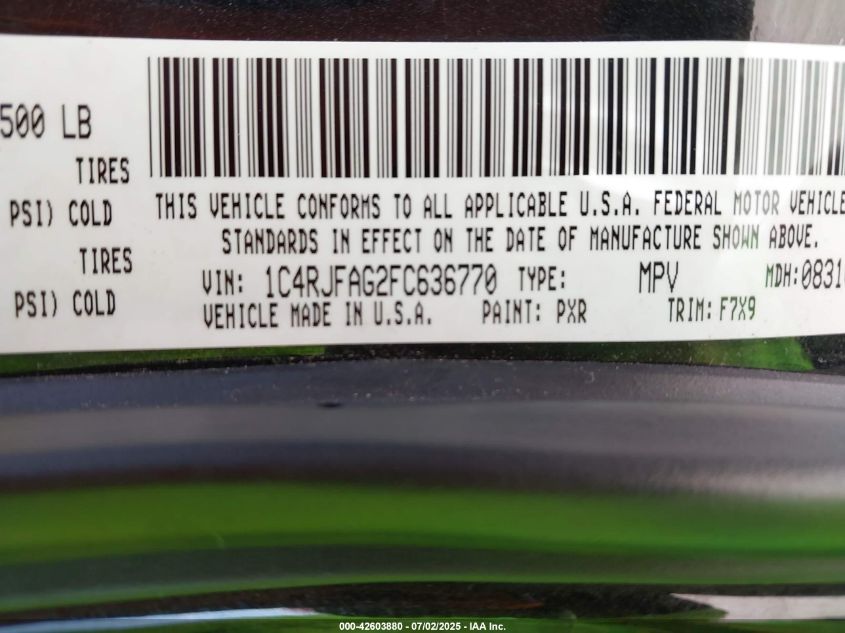 500 LB
TIRES
PSI) COLD
TIRES
PSI) COLD
THIS VEHICLE CONFORMS TO ALL APPLICABLE U.S.A. FEDERAL MOTOR VEHICLE
STANDARDS IN EFFECT ON THE DATE OF MANUFACTURE SHOWN ABOVE.
VIN: 1C4RJFAG2FC636770 TYPE: MPV MDH:0831
VEHICLE MADE IN U.S.A. PAINT: PXR TRIM: F7X9
000-42603880 - 07/02/2025 - IAA Inc.